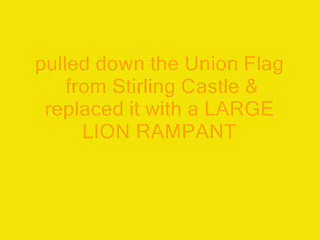 pulled down the Union Flag
from Stirling Castle &
replaced it with a LARGE
LION RAMPANT